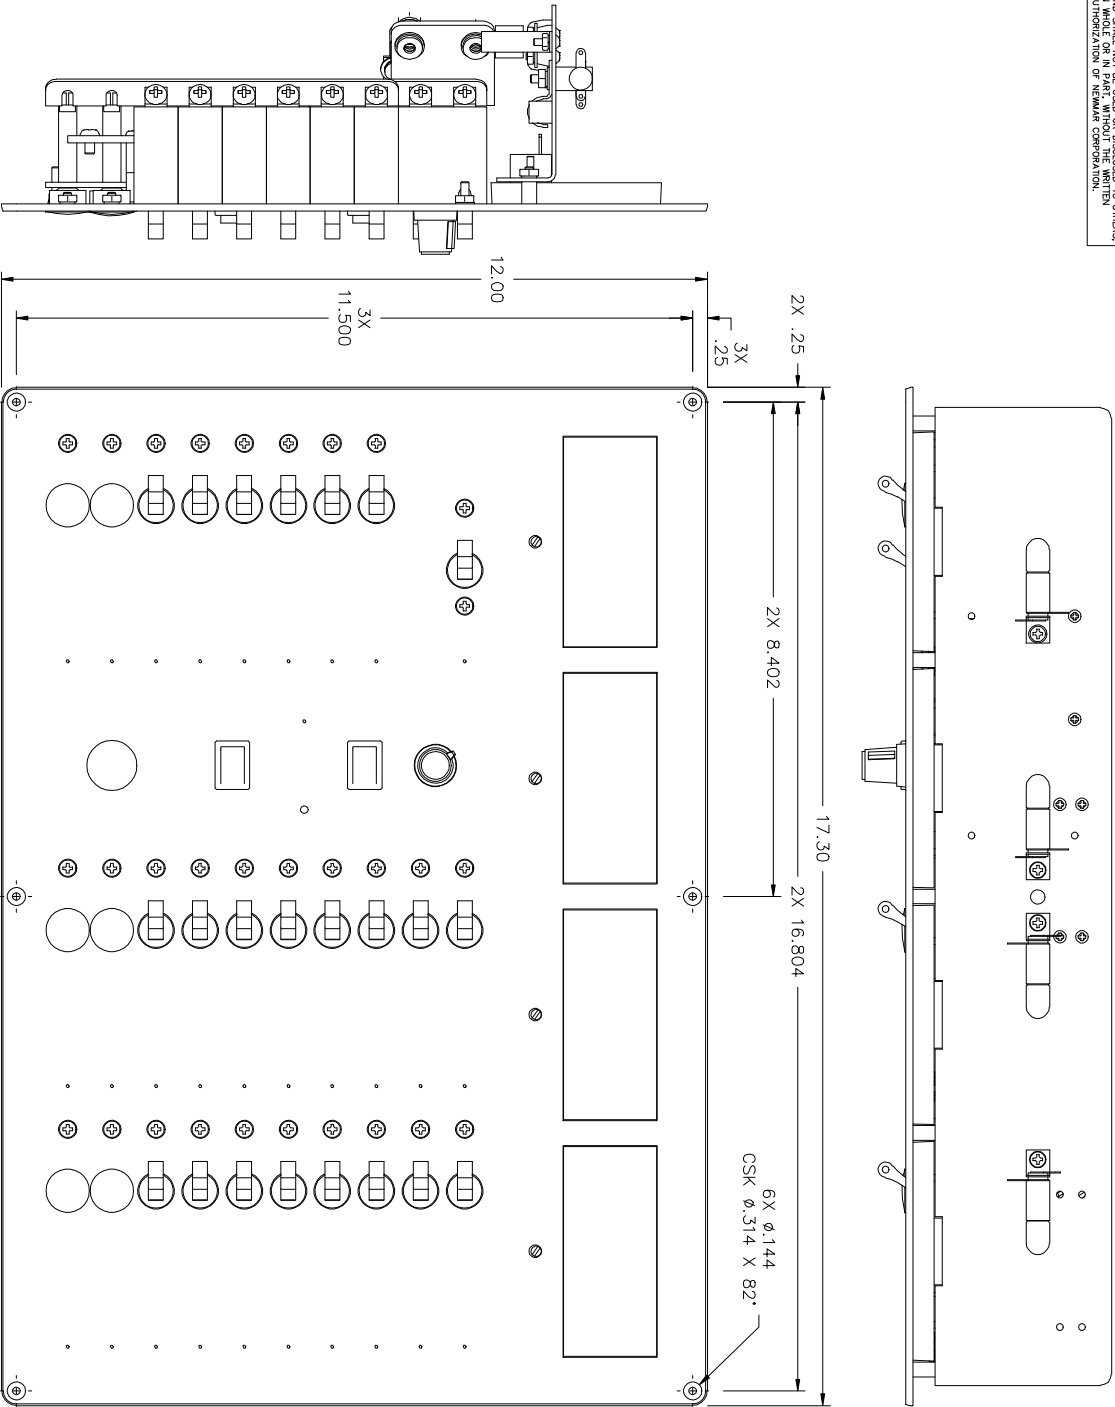 IN WHOLE OR IN PART, WITHOUT THE WRITTEN
AUTHORIZATION OF NEWMAR CORPORATION.
12.00
3X
11.500
3X
.25
2X .25
2X 8.402
17.30
2X 16.804
6X ø.144
CSK ø.314 X 82°